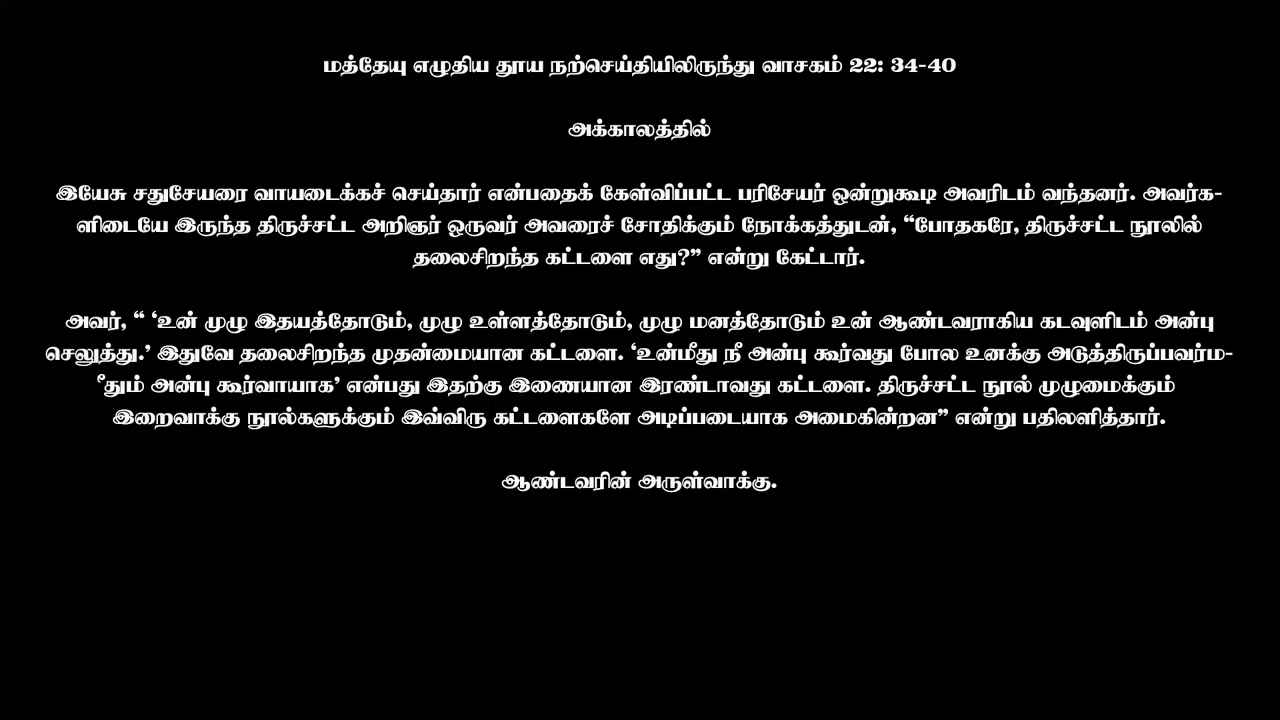 மத்தேயு எழுதிய தூய நற்செய்தியிலிருந்து வாசகம் 22: 34-40
அக்காலத்தில்
இயேசு சதுசேயரை வாயடைக்கச் செய்தார் என்பதைக் கேள்விப்பட்ட பரிசேயர் ஒன்றுகூடி அவரிடம் வந்தனர். அவர்க-
ளிடையே இருந்த திருச்சட்ட அறிஞர் ஒருவர் அவரைச் சோதிக்கும் நோக்கத்துடன், “போதகரே, திருச்சட்ட நூலில்
தலைசிறந்த கட்டளை எது?” என்று கேட்டார்.
அவர், “ ‘உன் முழு இதயத்தோடும், முழு உள்ளத்தோடும், முழு மனத்தோடும் உன் ஆண்டவராகிய கடவுளிடம் அன்பு
செலுத்து.’ இதுவே தலைசிறந்த முதன்மையான கட்டளை. ‘உன்மீது நீ அன்பு கூர்வது போல உனக்கு அடுத்திருப்பவர்ம-
ீதும் அன்பு கூர்வாயாக’ என்பது இதற்கு இணையான இரண்டாவது கட்டளை. திருச்சட்ட நூல் முழுமைக்கும்
இறைவாக்கு நூல்களுக்கும் இவ்விரு கட்டளைகளே அடிப்படையாக அமைகின்றன” என்று பதிலளித்தார்.
ஆண்டவரின் அருள்வாக்கு.